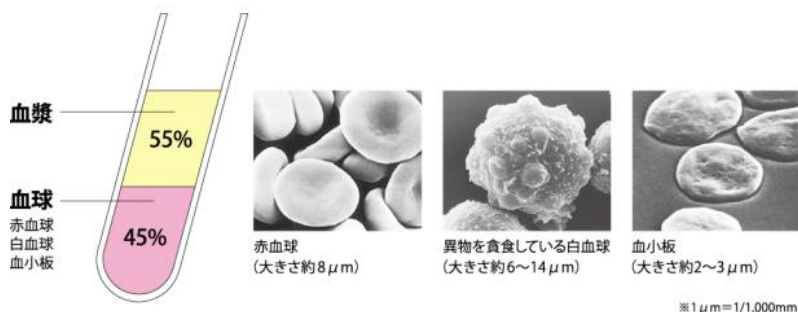 血漿
55%
血球
赤血球
白血球
血小板
45%
赤血球
(大きさ約8μm)
異物を貪食している白血球
(大きさ約6〜14μm)
血小板
(大きさ約2〜3μm)
※1μm=1/1,000mm